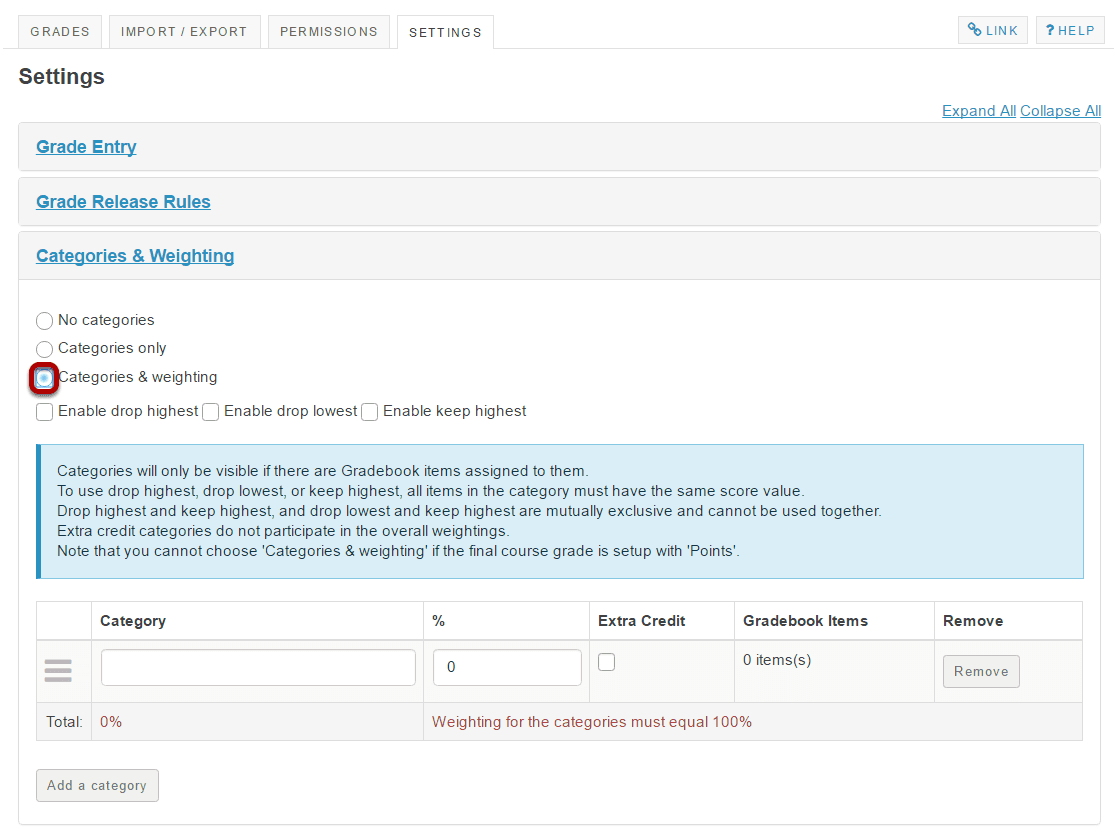 GRADES IMPORT / EXPORT PERMISSIONS SETTINGS LINK ? HELP
Settings
Expand All Collapse All
Grade Entry
Grade Release Rules
Categories & Weighting
No categories
Categories only
Categories & weighting
Enable drop highest Enable drop lowest Enable keep highest
Categories will only be visible if there are Gradebook items assigned to them.
To use drop highest, drop lowest, or keep highest, all items in the category must have the same score value.
Drop highest and keep highest, and drop lowest and keep highest are mutually exclusive and cannot be used together.
Extra credit categories do not participate in the overall weightings.
Note that you cannot choose 'Categories & weighting' if the final course grade is setup with 'Points'.
Category % Extra Credit Gradebook Items Remove
0 0 items(s) Remove
Total: 0% Weighting for the categories must equal 100%
Add a category